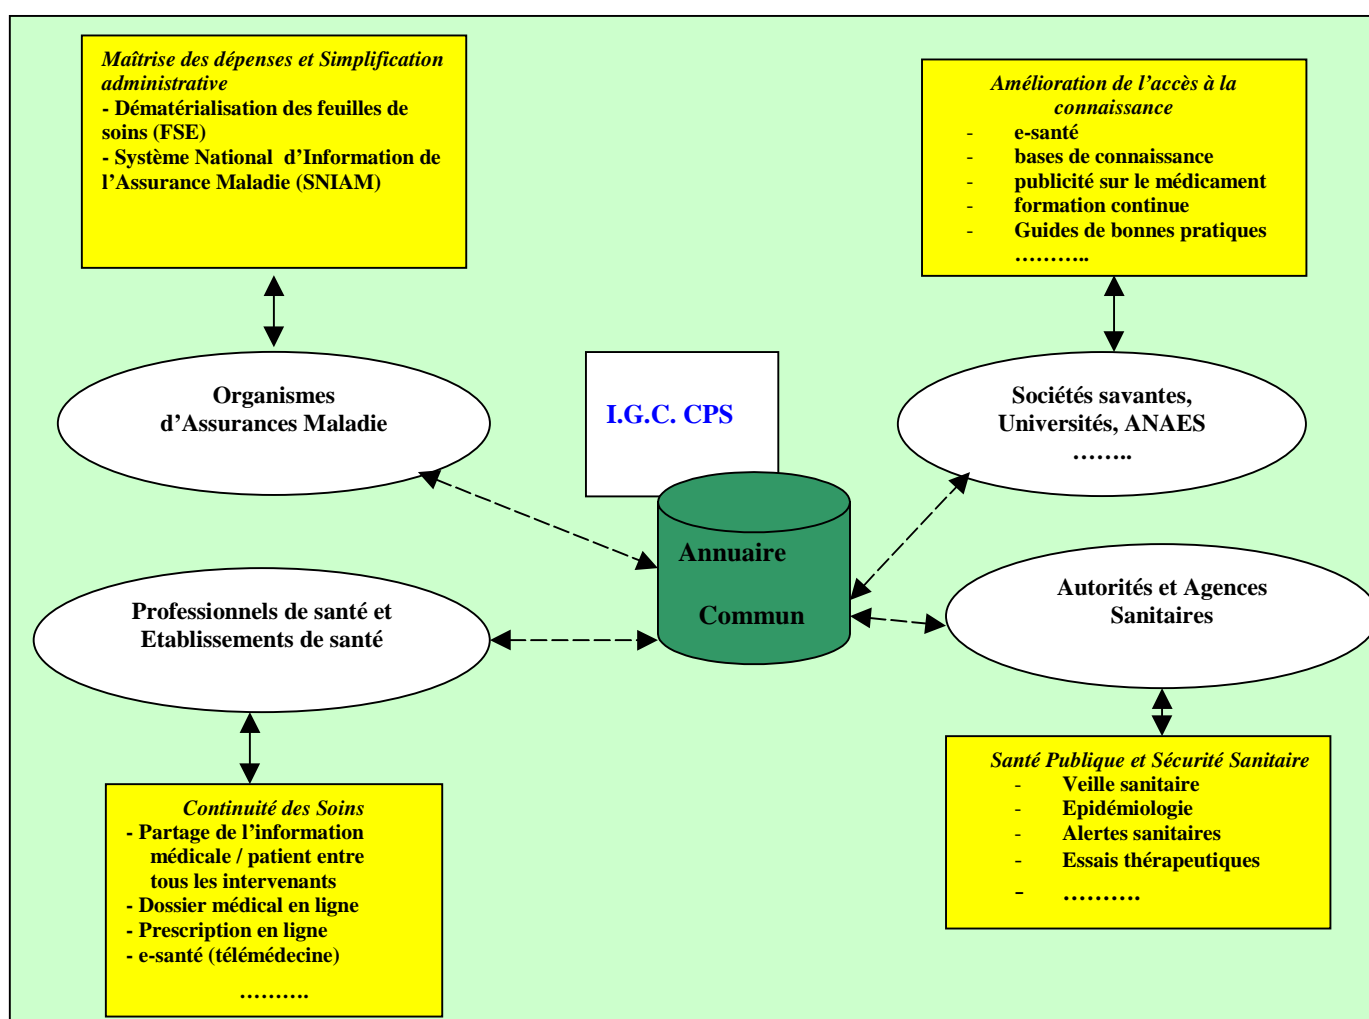 Maîtrise des dépenses et Simplification
administrative
- Dématérialisation des feuilles de
soins (FSE)
- Système National d’Information de
l’Assurance Maladie (SNIAM)
Amélioration de l’accès à la
connaissance
- e-santé
- bases de connaissance
- publicité sur le médicament
- formation continue
- Guides de bonnes pratiques
………..
Organismes
d’Assurances Maladie
I.G.C. CPS
Sociétés savantes,
Universités, ANAES
……..
Annuaire
Commun
Professionnels de santé et
Etablissements de santé
Autorités et Agences
Sanitaires
Continuité des Soins
- Partage de l’information
médicale / patient entre
tous les intervenants
- Dossier médical en ligne
- Prescription en ligne
- e-santé (télémédecine)
……….
Santé Publique et Sécurité Sanitaire
- Veille sanitaire
- Epidémiologie
- Alertes sanitaires
- Essais thérapeutiques
- ……….